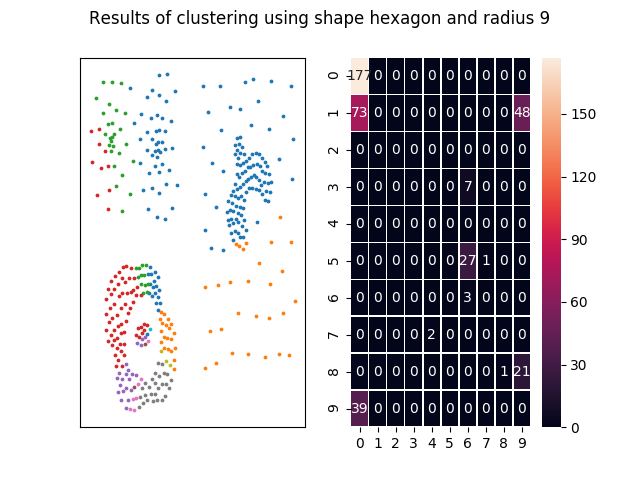 Results of clustering using shape hexagon and radius 9
0 177 0 0 0 0 0 0 0 0 0
1 73 0 0 0 0 0 0 0 0 48
2 0 0 0 0 0 0 0 0 0 0
3 0 0 0 0 0 0 7 0 0 0
4 0 0 0 0 0 0 0 0 0 0
5 0 0 0 0 0 0 27 1 0 0
6 0 0 0 0 0 0 3 0 0 0
7 0 0 0 0 2 0 0 0 0 0
8 0 0 0 0 0 0 0 0 1 21
9 39 0 0 0 0 0 0 0 0 0
0 1 2 3 4 5 6 7 8 9
150
120
90
60
30
0